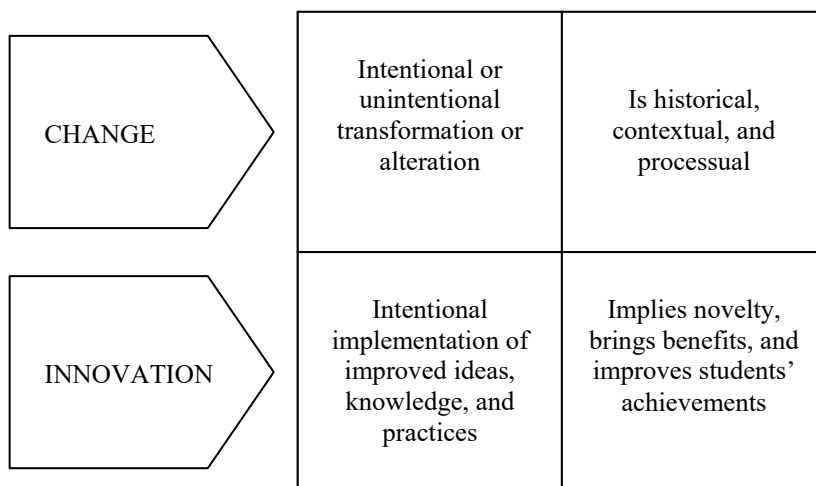 CHANGE
Intentional or
unintentional
transformation or
alteration
Is historical,
contextual, and
processual
INNOVATION
Intentional
implementation of
improved ideas,
knowledge, and
practices
Implies novelty,
brings benefits, and
improves students’
achievements